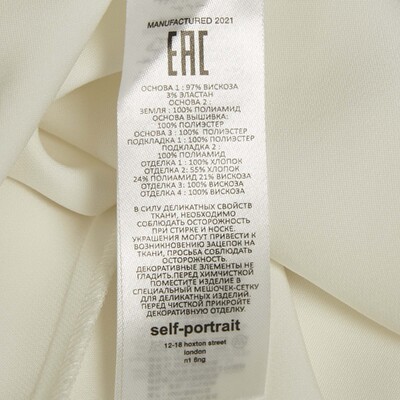 MANUFACTURED 2021
EAC
ОСНОВА 1 : 97% ВИСКОЗА
3% ЭЛАСТАН
ОСНОВА 2 :
ЗЕМЛЯ : 100% ПОЛИАМИД
ОСНОВА ВЫШИВКА:
100% ПОЛИЭСТЕР
ОСНОВА 3 : 100% ПОЛИЭСТЕР
ПОДКЛАДКА 1 : 100% ПОЛИЭСТЕР
ПОДКЛАДКА 2 :
100% ПОЛИАМИД
ОТДЕЛКА 1 : 100% ХЛОПОК
ОТДЕЛКА 2: 55% ХЛОПОК
24% ПОЛИАМИД 21% ВИСКОЗА
ОТДЕЛКА 3: 100% ВИСКОЗА
ОТДЕЛКА 4 : 100% ВИСКОЗА
В СИЛУ ДЕЛИКАТНЫХ СВОЙСТВ
ТКАНИ, НЕОБХОДИМО
СОБЛЮДАТЬ ОСТОРОЖНОСТЬ
ПРИ СТИРКЕ И НОСКЕ.
УКРАШЕНИЯ МОГУТ ПРИВЕСТИ К
ВОЗНИКНОВЕНИЮ ЗАЦЕПОК НА
ТКАНИ, ПРОСЬБА СОБЛЮДАТЬ
ОСТОРОЖНОСТЬ.
ДЕКОРАТИВНЫЕ ЭЛЕМЕНТЫ НЕ
ГЛАДИТЬ. ПЕРЕД ХИМЧИСТКОЙ
ПОМЕСТИТЕ ИЗДЕЛИЕ В
СПЕЦИАЛЬНЫЙ МЕШОЧЕК-СЕТКУ
ДЛЯ ДЕЛИКАТНЫХ ИЗДЕЛИЙ.
ПЕРЕД ЧИСТКОЙ ПРИКРОЙТЕ
ДЕКОРАТИВНУЮ ОТДЕЛКУ.
self-portrait
12-16 hoxton street
london
n1 6ng